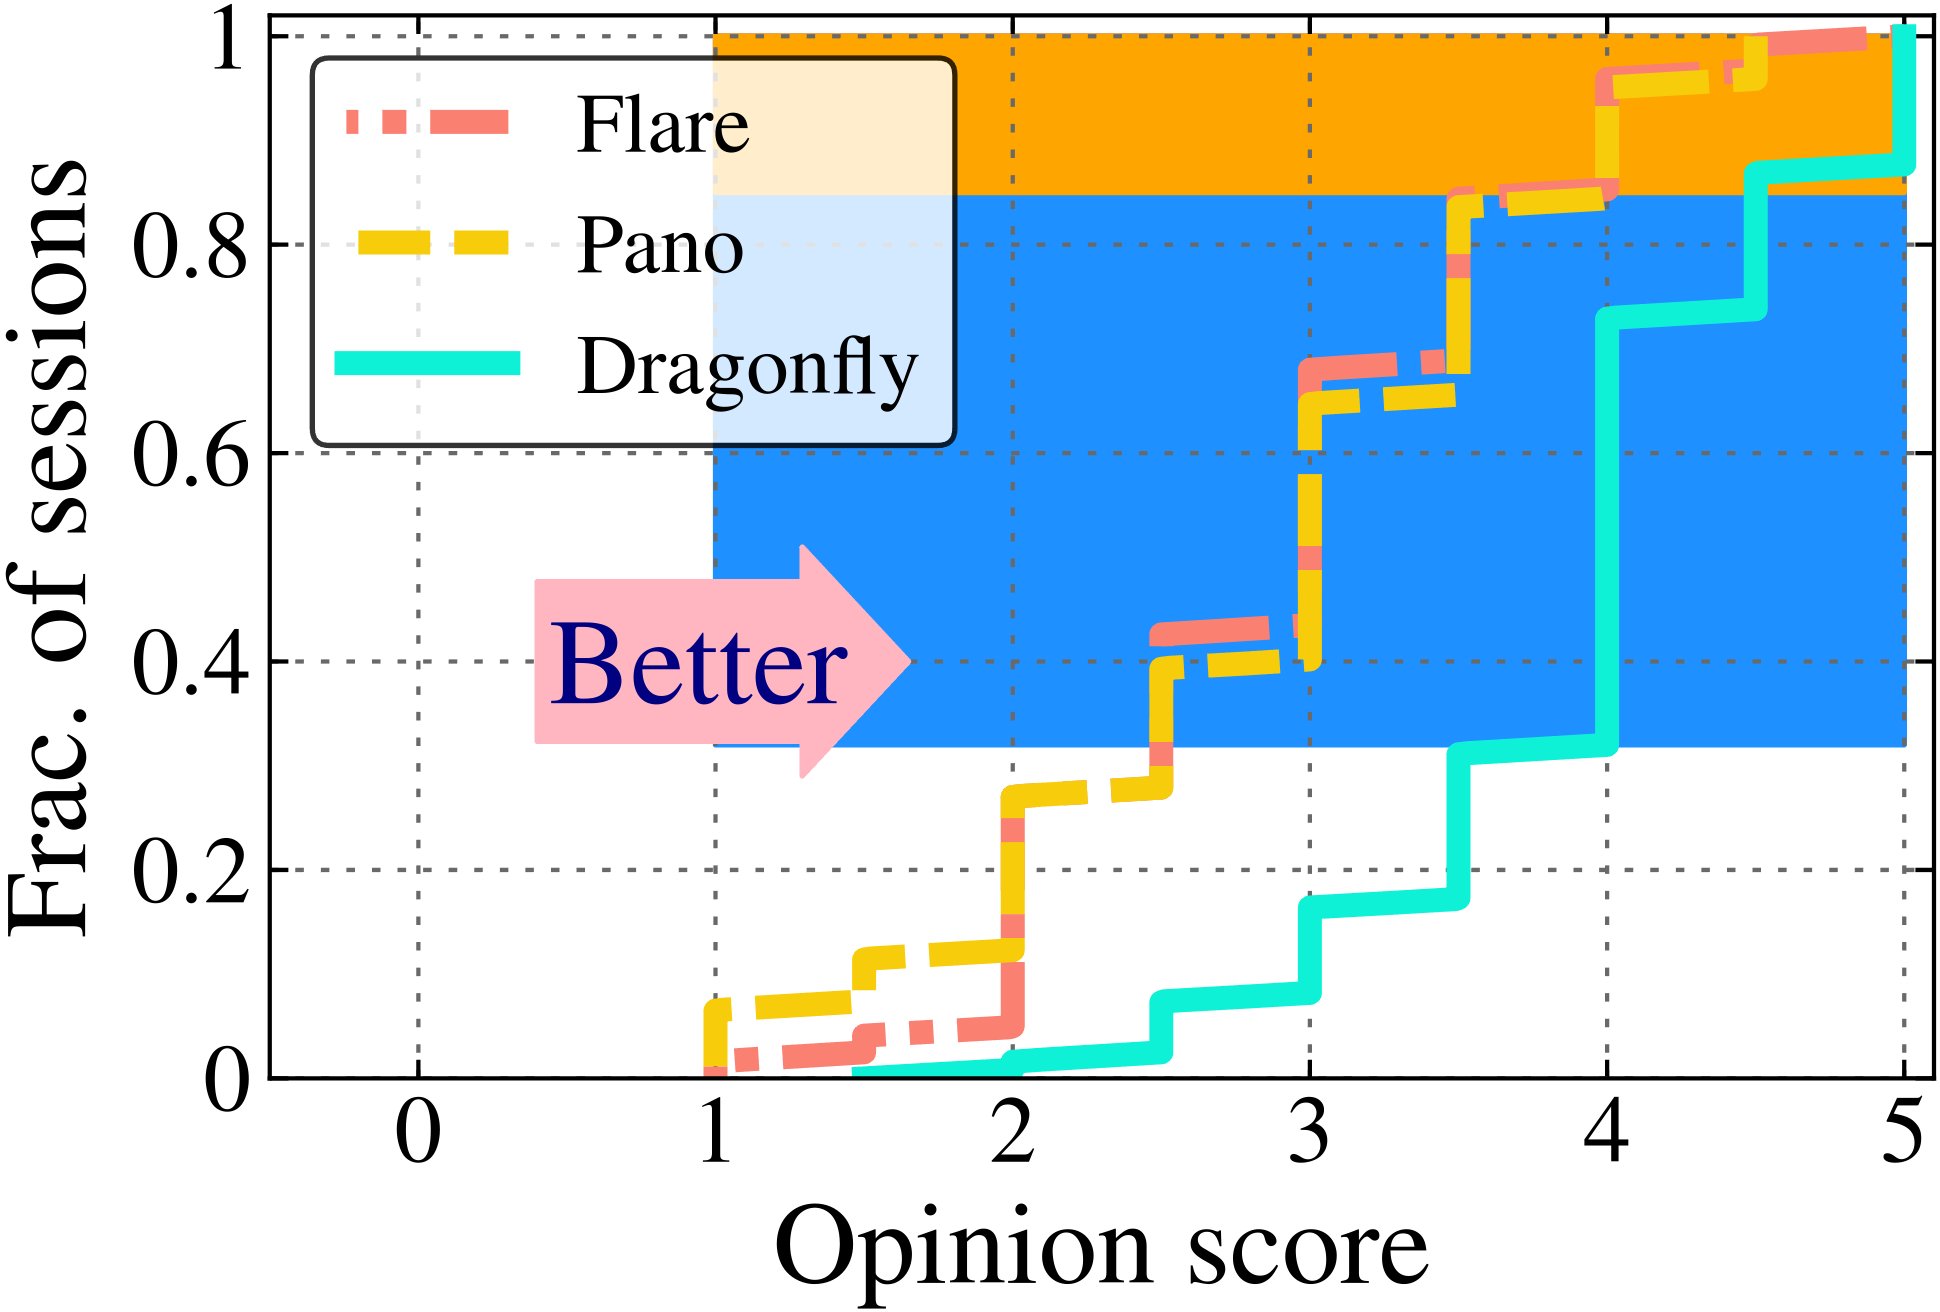 Frac. of sessions
1
0.8
0.6
0.4
0.2
0
Flare
Pano
Dragonfly
Better
0 1 2 3 4 5
Opinion score